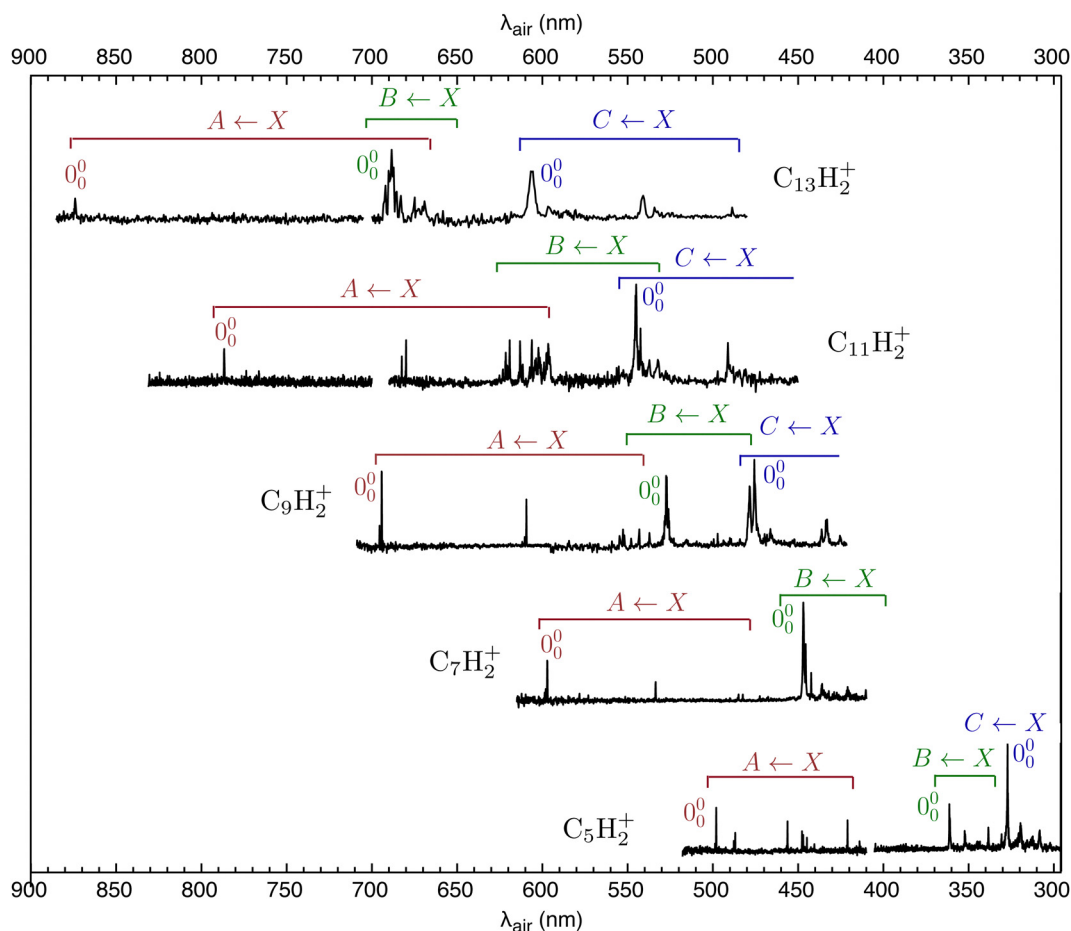 λair (nm)
900 850 800 750 700 650 600 550 500 450 400 350 300
B ← X
A ← X
C ← X
0⁰₀
0⁰₀
0⁰₀
C₁₃H₂⁺
B ← X
C ← X
A ← X
0⁰₀
0⁰₀
C₁₁H₂⁺
B ← X
C ← X
A ← X
0⁰₀
0⁰₀
0⁰₀
C₉H₂⁺
B ← X
A ← X
0⁰₀
0⁰₀
C₇H₂⁺
C ← X
0⁰₀
A ← X
B ← X
0⁰₀
0⁰₀
C₅H₂⁺
900 850 800 750 700 650 600 550 500 450 400 350 300
λair (nm)